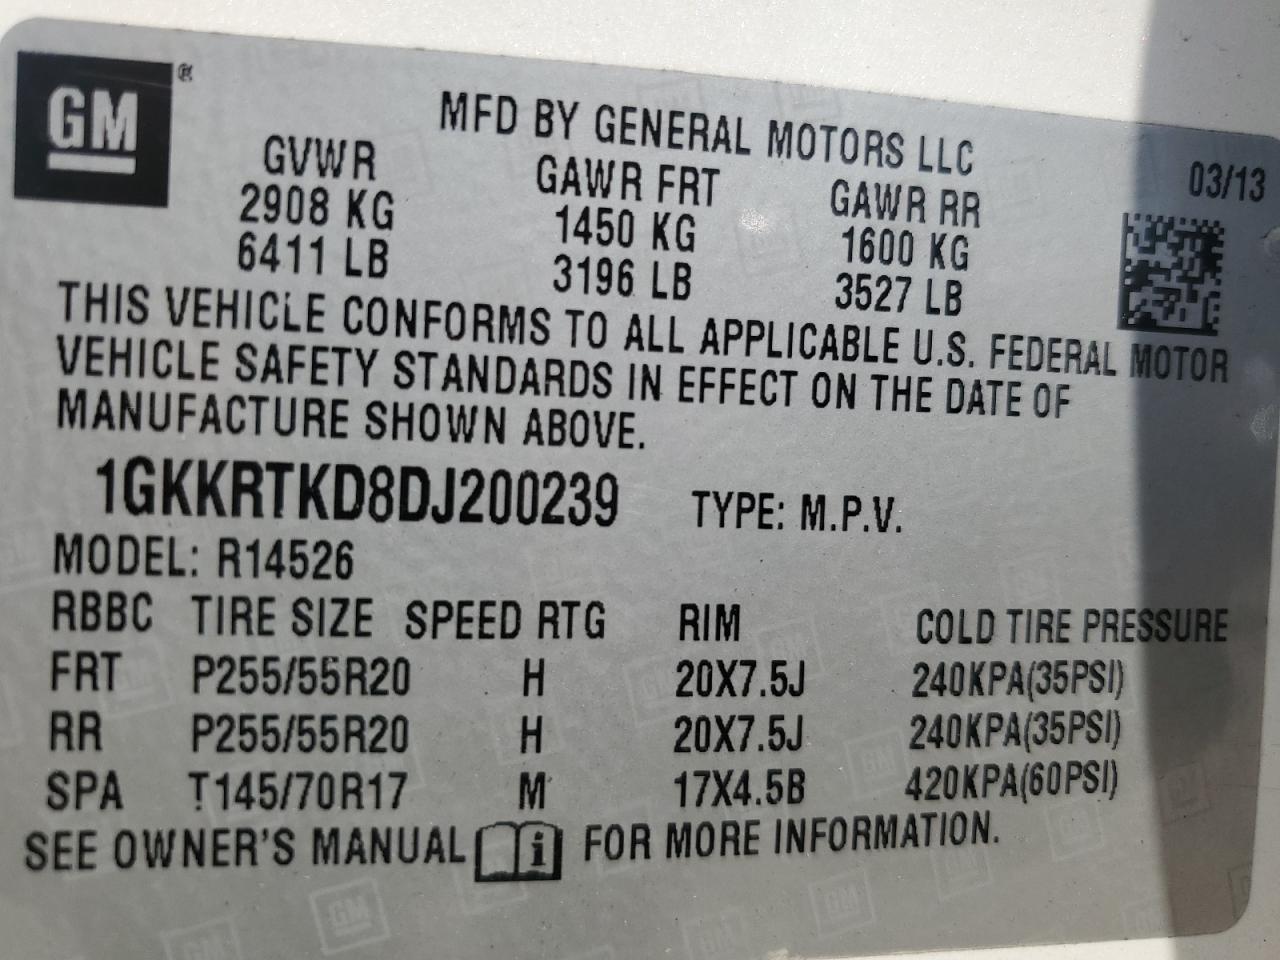 GM®
MFD BY GENERAL MOTORS LLC
03/13
GVWR GAWR FRT GAWR RR
2908 KG 1450 KG 1600 KG
6411 LB 3196 LB 3527 LB
THIS VEHICLE CONFORMS TO ALL APPLICABLE U.S. FEDERAL MOTOR
VEHICLE SAFETY STANDARDS IN EFFECT ON THE DATE OF
MANUFACTURE SHOWN ABOVE.
1GKKRTKD8DJ200239 TYPE: M.P.V.
MODEL: R14526
RBBC TIRE SIZE SPEED RTG RIM COLD TIRE PRESSURE
FRT P255/55R20 H 20X7.5J 240KPA(35PSI)
RR P255/55R20 H 20X7.5J 240KPA(35PSI)
SPA T145/70R17 M 17X4.5B 420KPA(60PSI)
SEE OWNER'S MANUAL i FOR MORE INFORMATION.